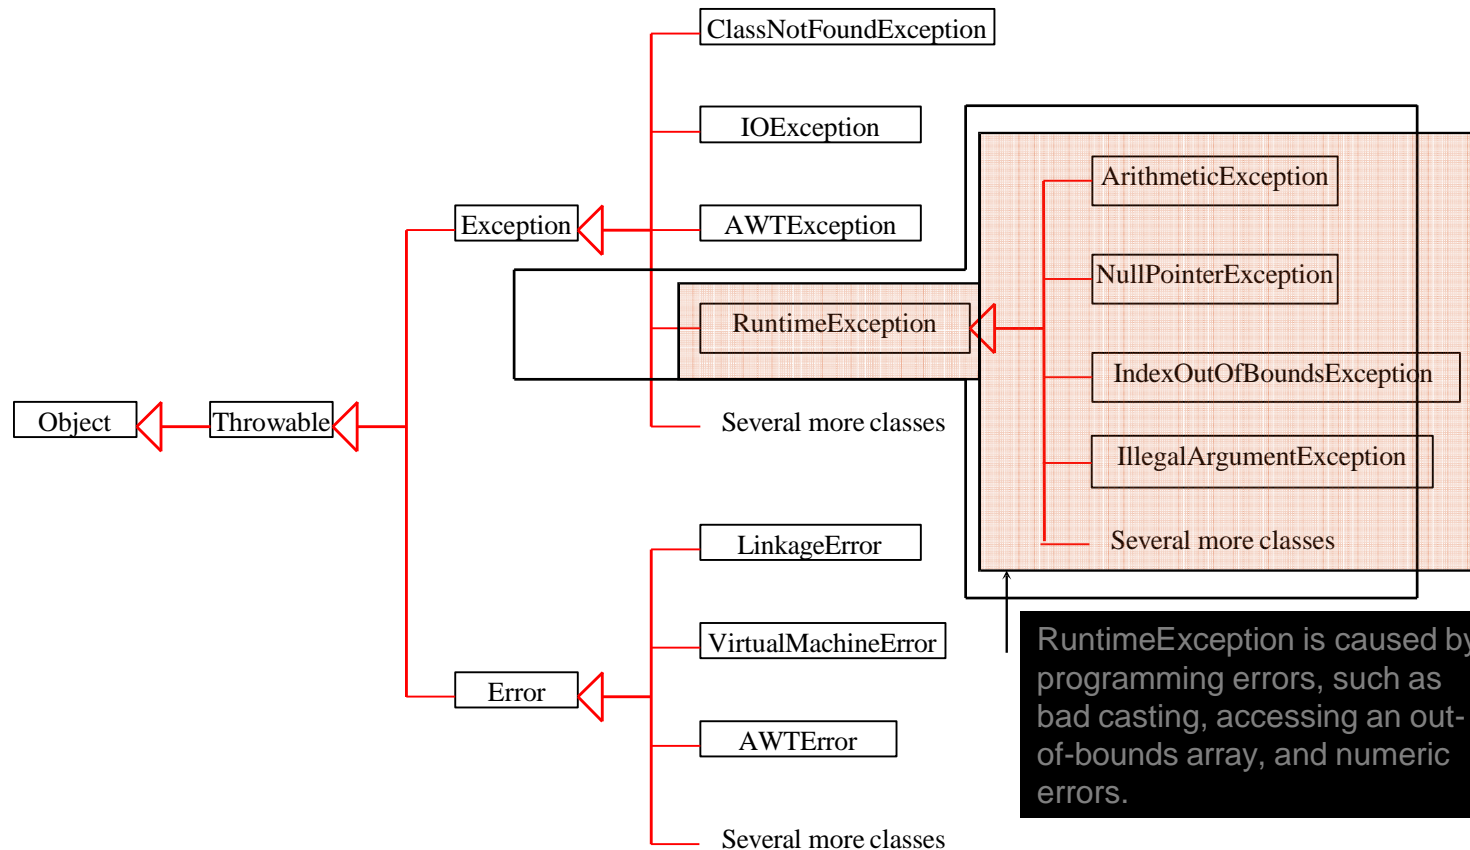 ClassNotFoundException
IOException
ArithmeticException
Exception
AWTException
NullPointerException
RuntimeException
IndexOutOfBoundsException
Object
Throwable
Several more classes
IllegalArgumentException
Several more classes
LinkageError
VirtualMachineError
Error
AWTError
Several more classes
RuntimeException is caused by
programming errors, such as
bad casting, accessing an out-
of-bounds array, and numeric
errors.